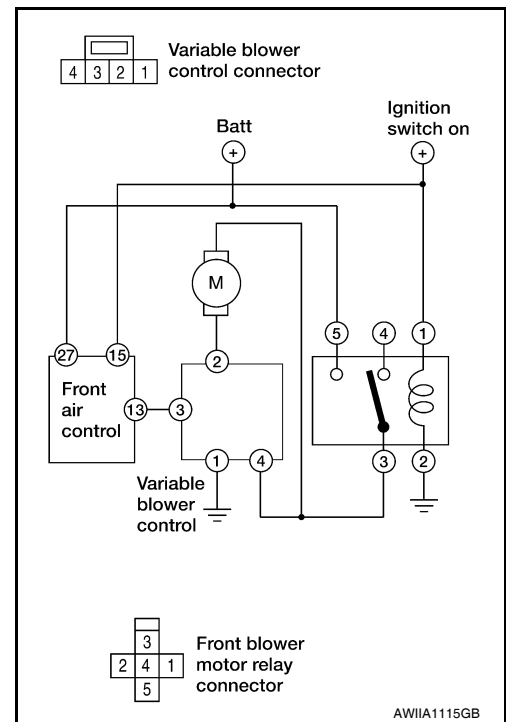 Variable blower
control connector
4 3 2 1
Batt
Ignition
switch on
+
+
M
5 4 1
27 15
2
Front
air
control
13
3
1 4
3 2
Variable
blower
control
3
2 4 1
5
Front blower
motor relay
connector
AWIIA1115GB